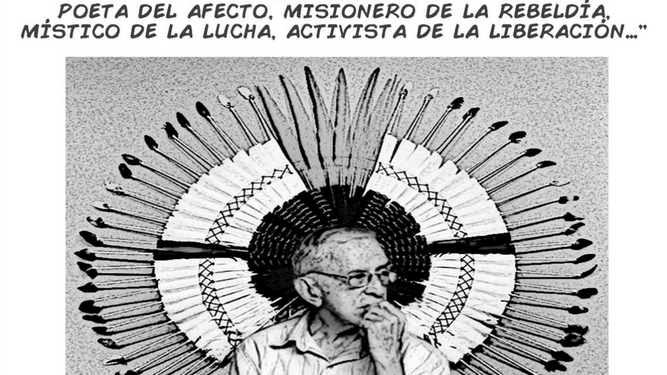 POETA DEL AFECTO, MISIONERO DE LA REBELDÍA,
MÍSTICO DE LA LUCHA, ACTIVISTA DE LA LIBERACIÓN..."